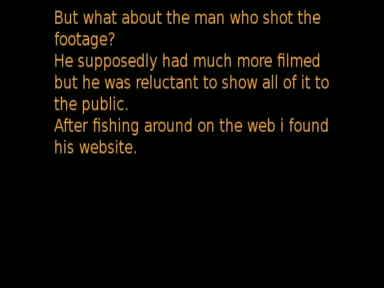 But what about the man who shot the
footage?
He supposedly had much more filmed
but he was reluctant to show all of it to
the public.
After fishing around on the web i found
his website.